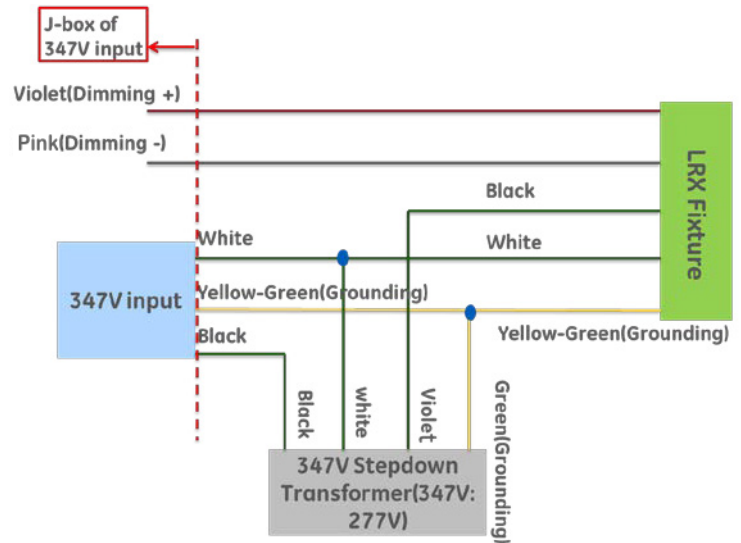 J-box of
347V input
Violet(Dimming +)
Pink(Dimming -)
Black
White
White
Yellow-Green(Grounding)
Yellow-Green(Grounding)
347V input
Black
LRX Fixture
Black
white
Violet
Green(Grounding)
347V Stepdown
Transformer(347V:
277V)